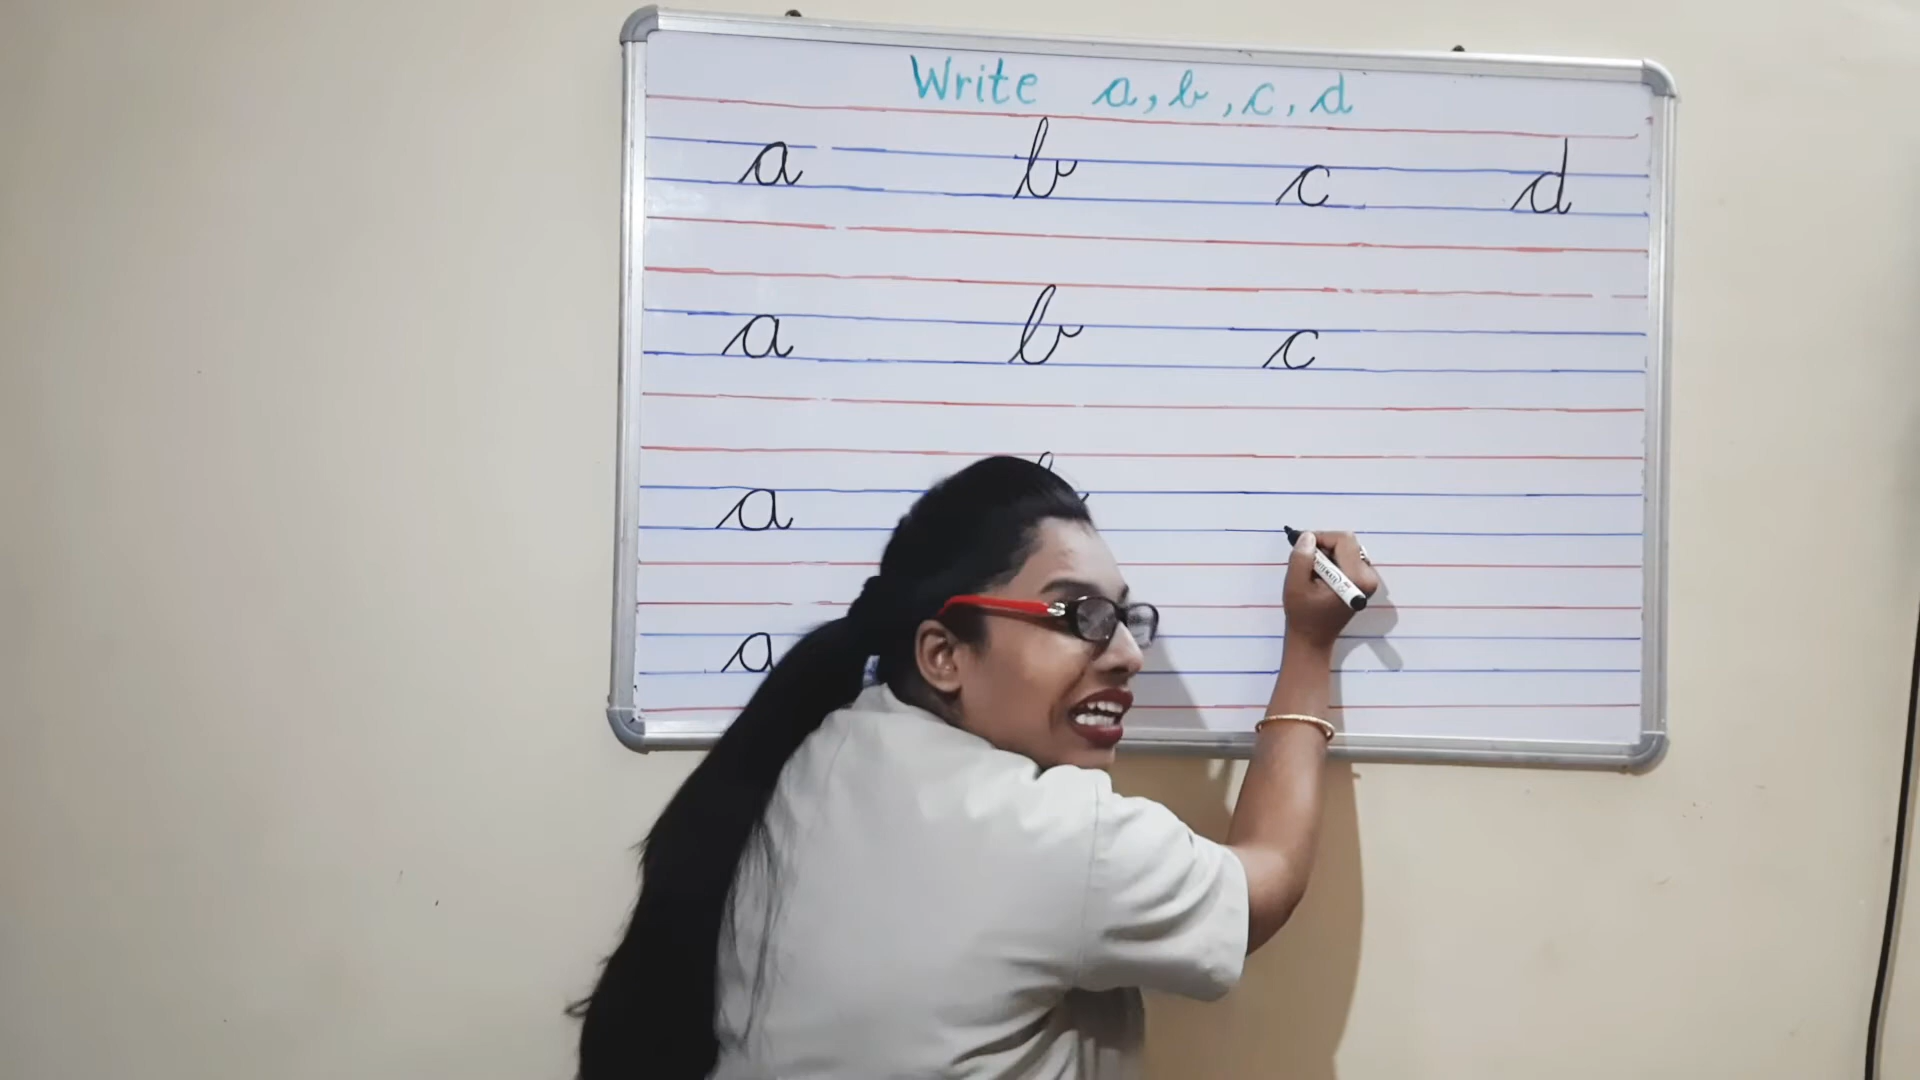 Write a, b, c, d
a b c d
a b c
a
a